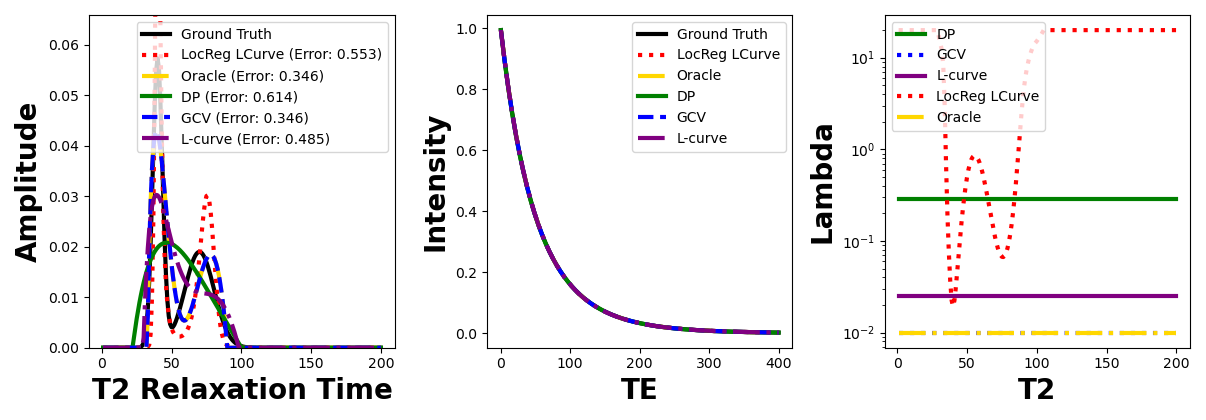 Amplitude
0.06
0.05
0.04
0.03
0.02
0.01
0.00
0
50
100
150
200
T2 Relaxation Time
Ground Truth
LocReg LCurve (Error: 0.553)
Oracle (Error: 0.346)
DP (Error: 0.614)
GCV (Error: 0.346)
L-curve (Error: 0.485)
Intensity
1.0
0.8
0.6
0.4
0.2
0.0
0
100
200
300
400
TE
Ground Truth
LocReg LCurve
Oracle
DP
GCV
L-curve
Lambda
10¹
10⁰
10⁻¹
10⁻²
0
50
100
150
200
T2
DP
GCV
L-curve
LocReg LCurve
Oracle